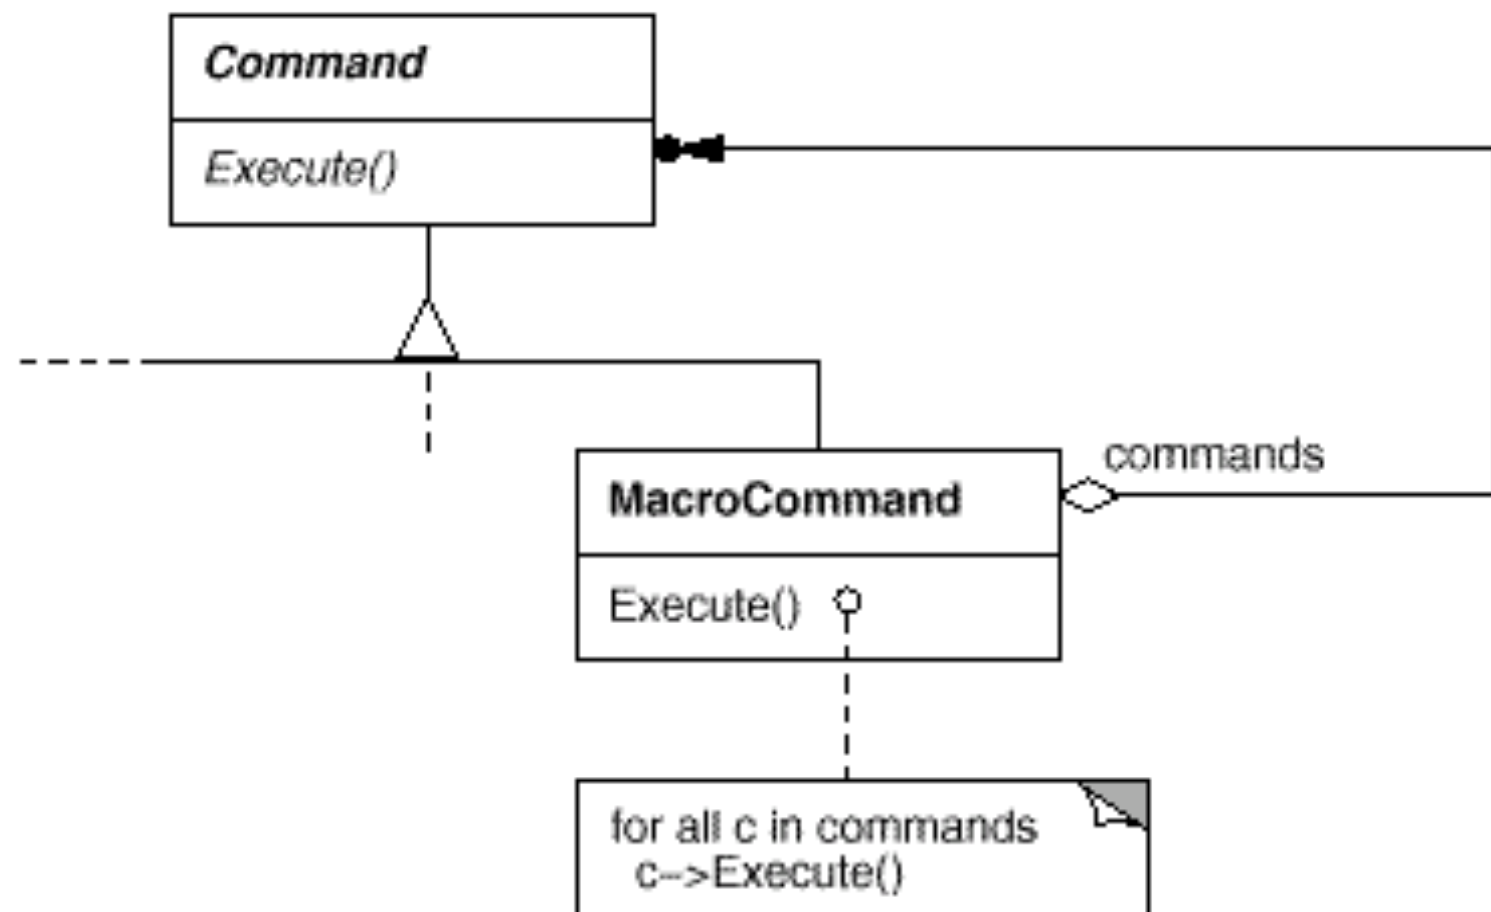 Command
Execute()
commands
MacroCommand
Execute()
for all c in commands
c-->Execute()